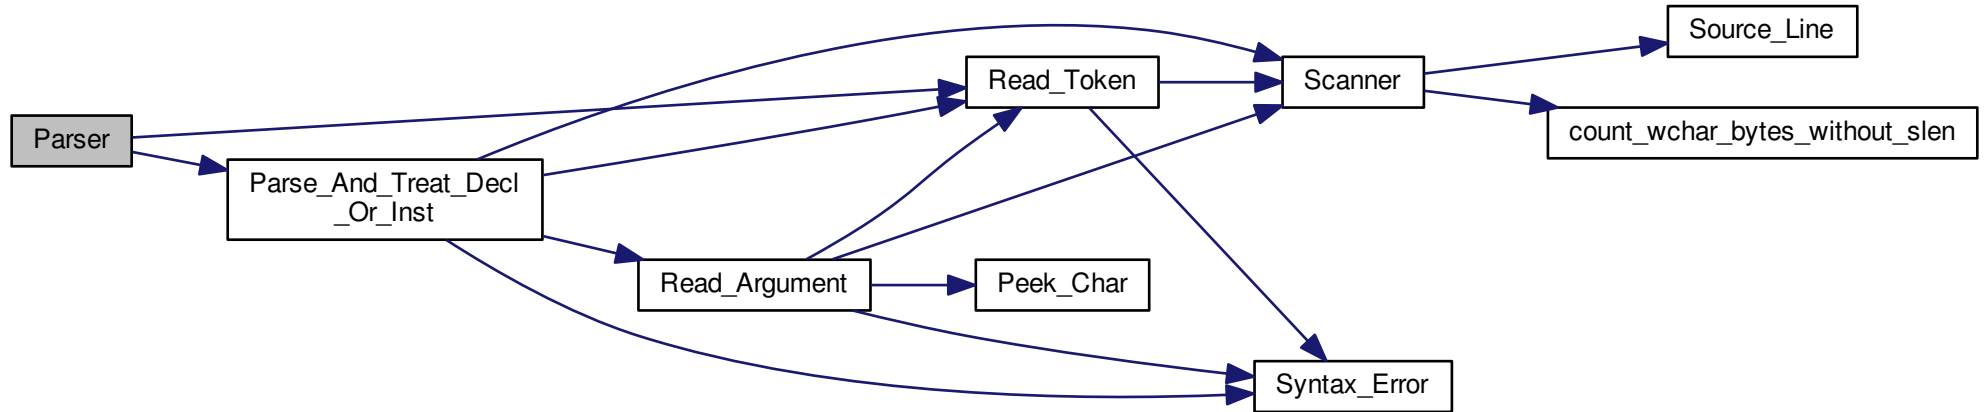 Source_Line
Read_Token
Scanner
Parser
count_wchar_bytes_without_slen
Parse_And_Treat_Decl
_Or_Inst
Read_Argument
Peek_Char
Syntax_Error